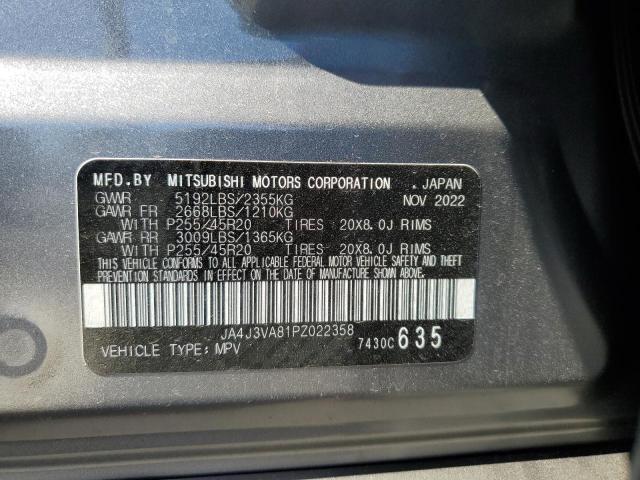 MFD.BY MITSUBISHI MOTORS CORPORATION . JAPAN
GVWR 5192LBS/2355KG NOV 2022
GAWR FR 2668LBS/1210KG
WITH P255/45R20 TIRES 20X8.0J RIMS
GAWR RR 3009LBS/1365KG
WITH P255/45R20 TIRES 20X8.0J RIMS
THIS VEHICLE CONFORMS TO ALL APPLICABLE FEDERAL MOTOR VEHICLE SAFETY AND THEFT
PREVENTION STANDARDS IN EFFECT ON THE DATE OF MANUFACTURE SHOWN ABOVE.
JA4J3VA81PZ022358
VEHICLE TYPE: MPV 7430C635